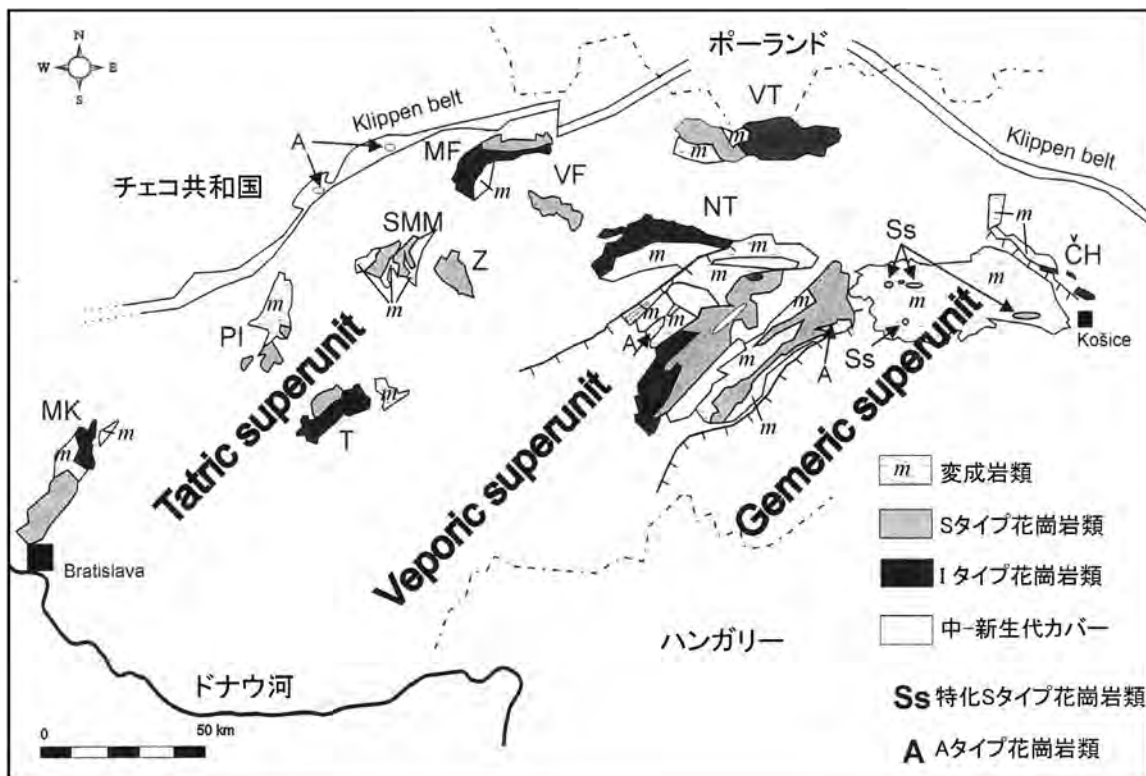 N
W E
S
ポーランド
Klippen belt
VT
A
MF
Klippen belt
m
チェコ共和国
m
m
VF
SMM
NT
Ss
m
ČH
Z
m
m
m
m
m
m
m
PI
m
A
m
A
Ss
Košice
m
MK
m
m
T
m
Tatric superunit
Veporic superunit
Gemeric superunit
m 変成岩類
Sタイプ花崗岩類
Bratislava
Iタイプ花崗岩類
中-新生代カバー
ハンガリー
ドナウ河
Ss 特化Sタイプ花崗岩類
0 50 km
A Aタイプ花崗岩類